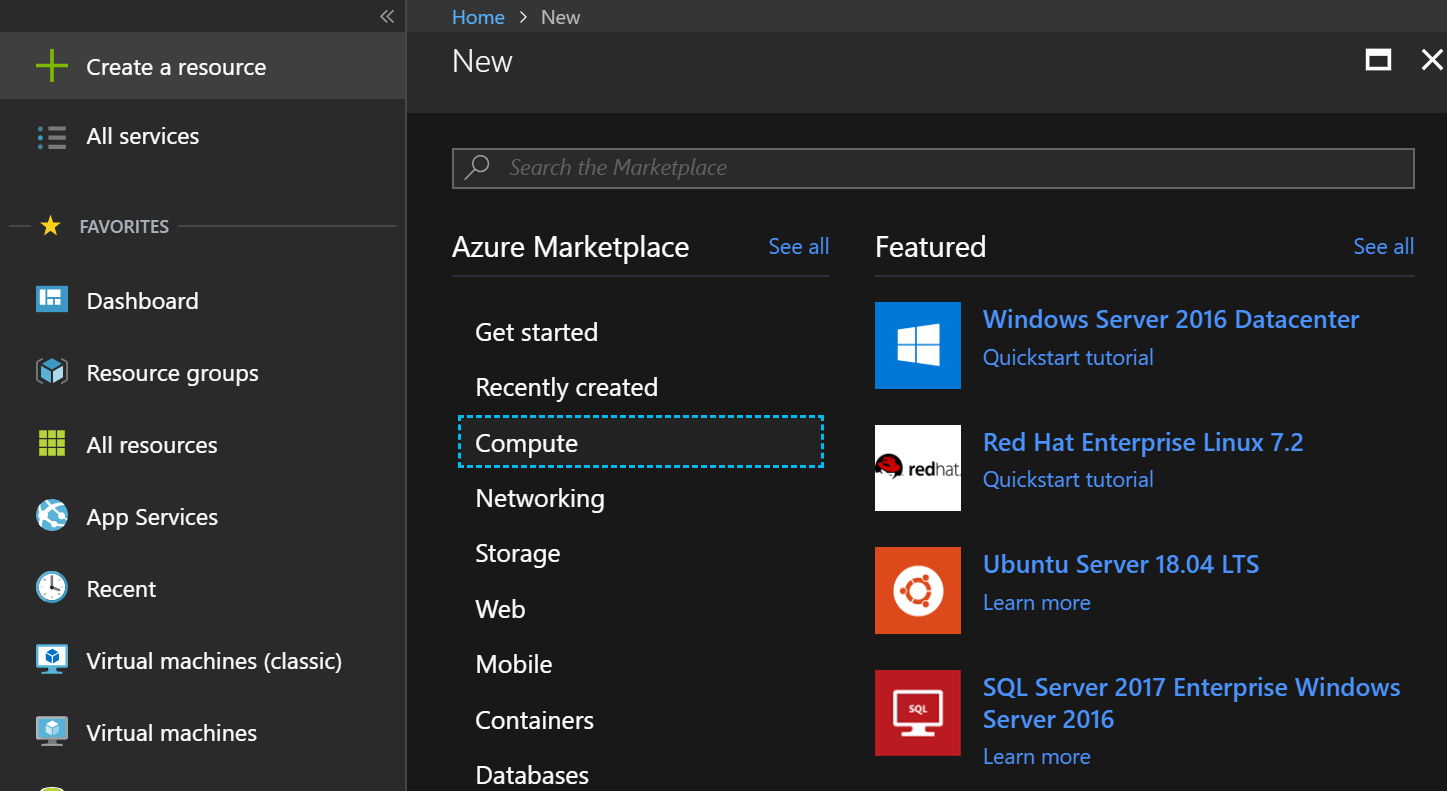 Home > New
New
Create a resource
All services
FAVORITES
Dashboard
Resource groups
All resources
App Services
Recent
Virtual machines (classic)
Virtual machines
Search the Marketplace
Azure Marketplace
See all
Get started
Recently created
Compute
Networking
Storage
Web
Mobile
Containers
Databases
Featured
See all
Windows Server 2016 Datacenter
Quickstart tutorial
redhat.
Red Hat Enterprise Linux 7.2
Quickstart tutorial
Ubuntu Server 18.04 LTS
Learn more
SQL
SQL Server 2017 Enterprise Windows
Server 2016
Learn more